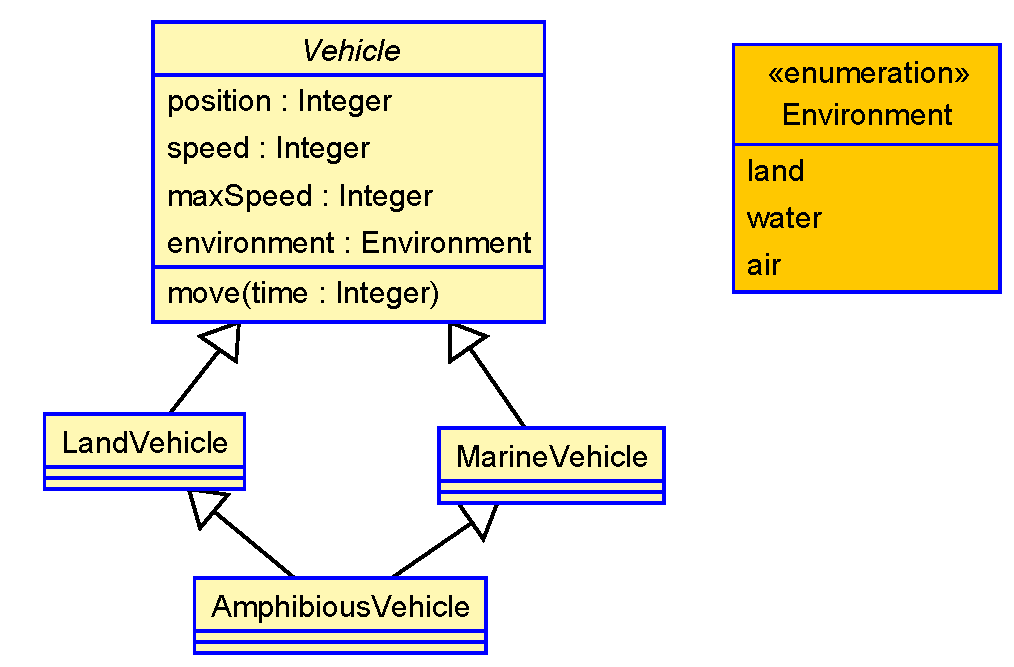 Vehicle
position : Integer
speed : Integer
maxSpeed : Integer
environment : Environment
move(time : Integer)
«enumeration»
Environment
land
water
air
LandVehicle
MarineVehicle
AmphibiousVehicle